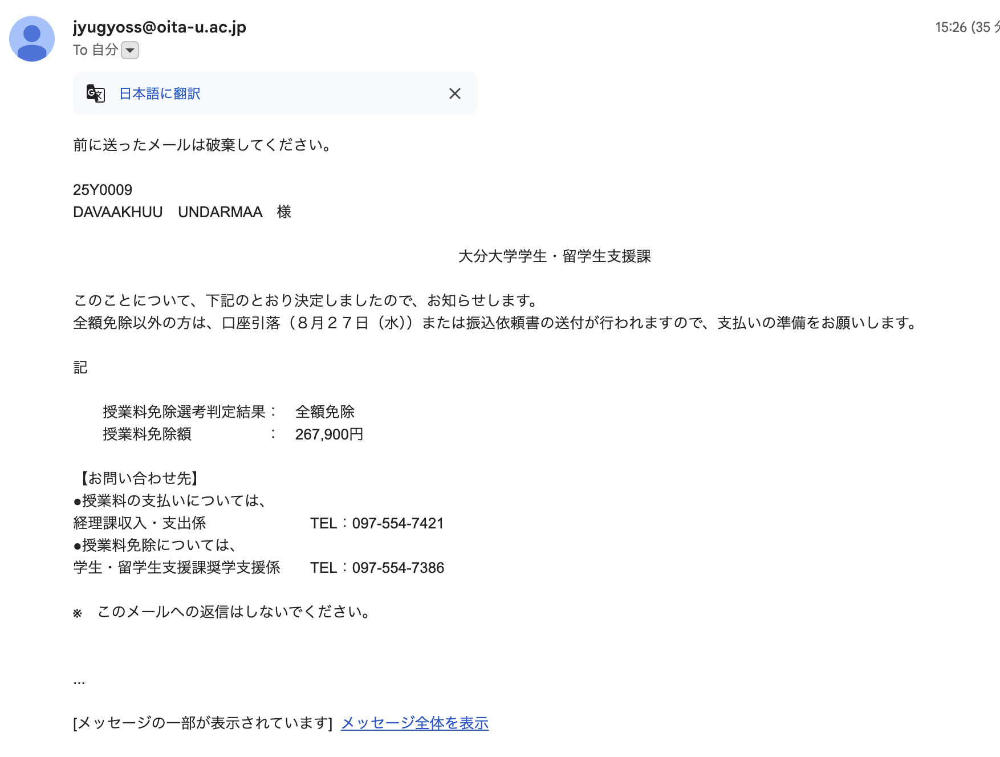 jyugyoss@oita-u.ac.jp
15:26 (35
To 自分
日本語に翻訳
前に送ったメールは破棄してください。
25Y0009
DAVAAKHUU　UNDARMAA　様
大分大学学生・留学生支援課
このことについて、下記のとおり決定しましたので、お知らせします。
全額免除以外の方は、口座引落（８月２７日（水））または振込依頼書の送付が行われますので、支払いの準備をお願いします。
記
授業料免除選考判定結果：　全額免除
授業料免除額　　　　　：　267,900円
【お問い合わせ先】
●授業料の支払いについては、
経理課収入・支出係　　　　　　　TEL：097-554-7421
●授業料免除については、
学生・留学生支援課奨学支援係　　TEL：097-554-7386
※　このメールへの返信はしないでください。
...
[メッセージの一部が表示されています] メッセージ全体を表示